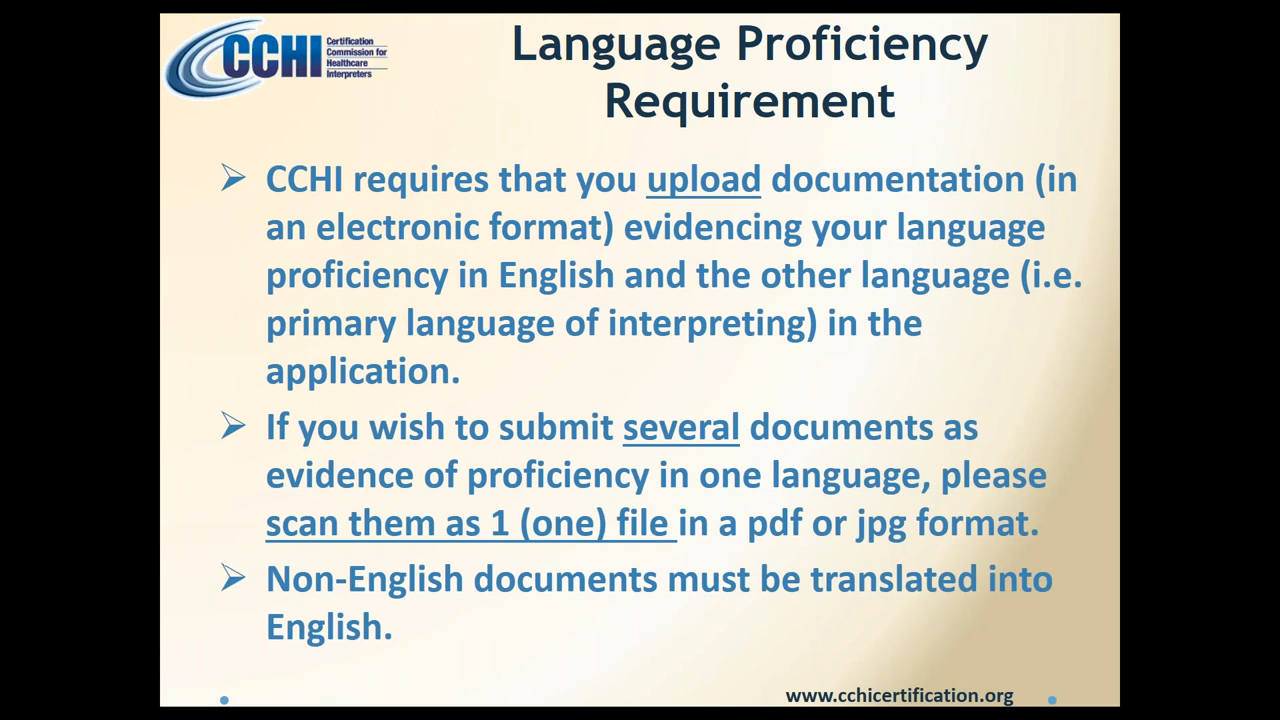 CCHI
Certification
Commission for
Healthcare
Interpreters
Language Proficiency
Requirement
CCHI requires that you upload documentation (in
an electronic format) evidencing your language
proficiency in English and the other language (i.e.
primary language of interpreting) in the
application.
If you wish to submit several documents as
evidence of proficiency in one language, please
scan them as 1 (one) file in a pdf or jpg format.
Non-English documents must be translated into
English.
www.cchicertification.org